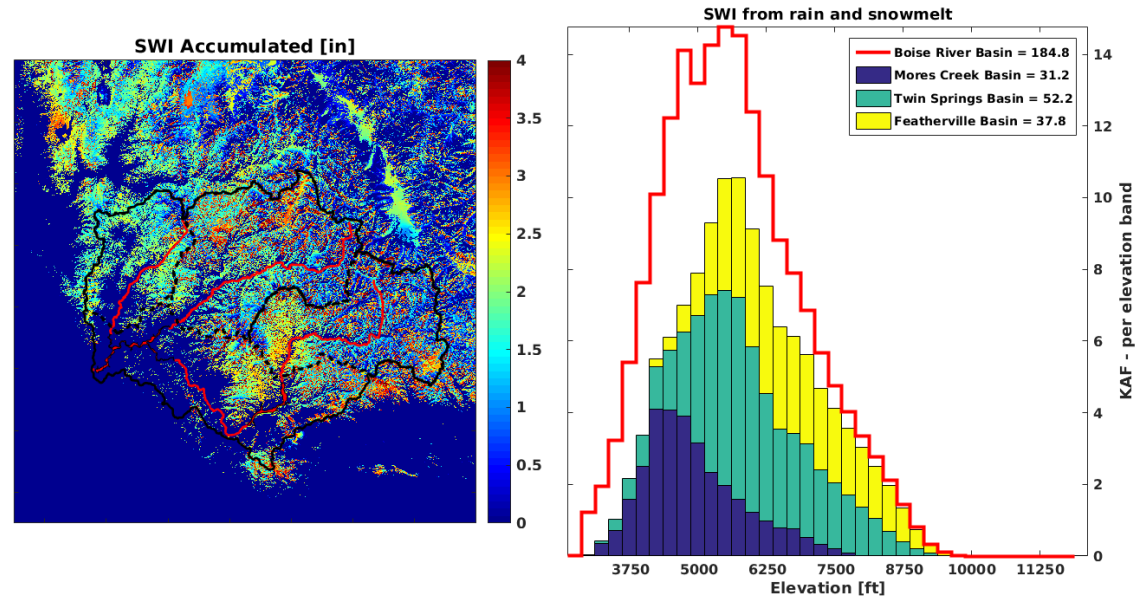 SWI Accumulated [in]
4
3.5
3
2.5
2
1.5
1
0.5
0
SWI from rain and snowmelt
Boise River Basin = 184.8
Mores Creek Basin = 31.2
Twin Springs Basin = 52.2
Featherville Basin = 37.8
14
12
10
8
6
4
2
0
KAF - per elevation band
3750 5000 6250 7500 8750 10000 11250
Elevation [ft]